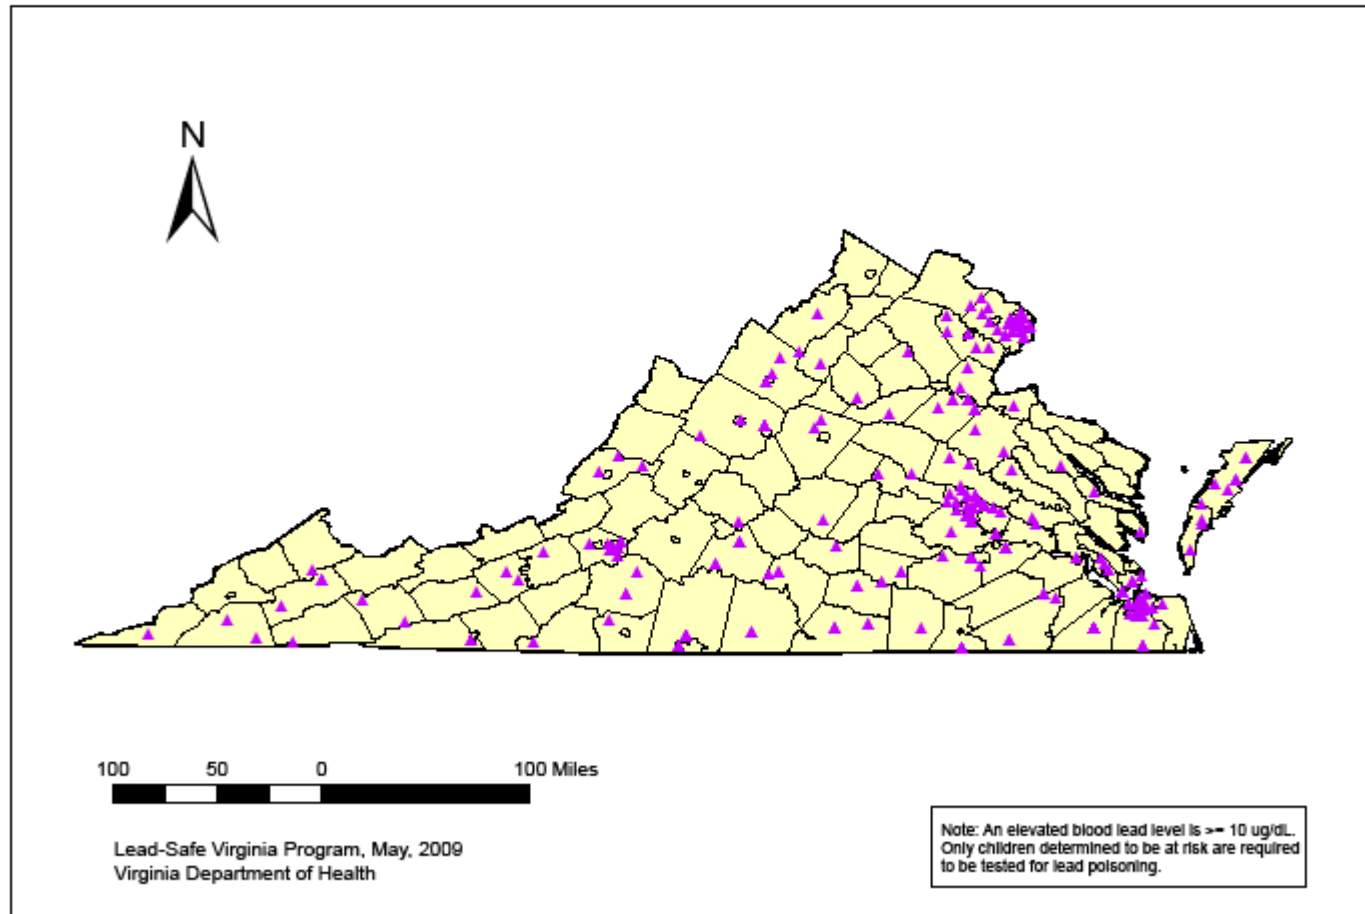 N
100 50 0 100 Miles
Lead-Safe Virginia Program, May, 2009
Virginia Department of Health
Note: An elevated blood lead level is >= 10 ug/dL.
Only children determined to be at risk are required
to be tested for lead poisoning.